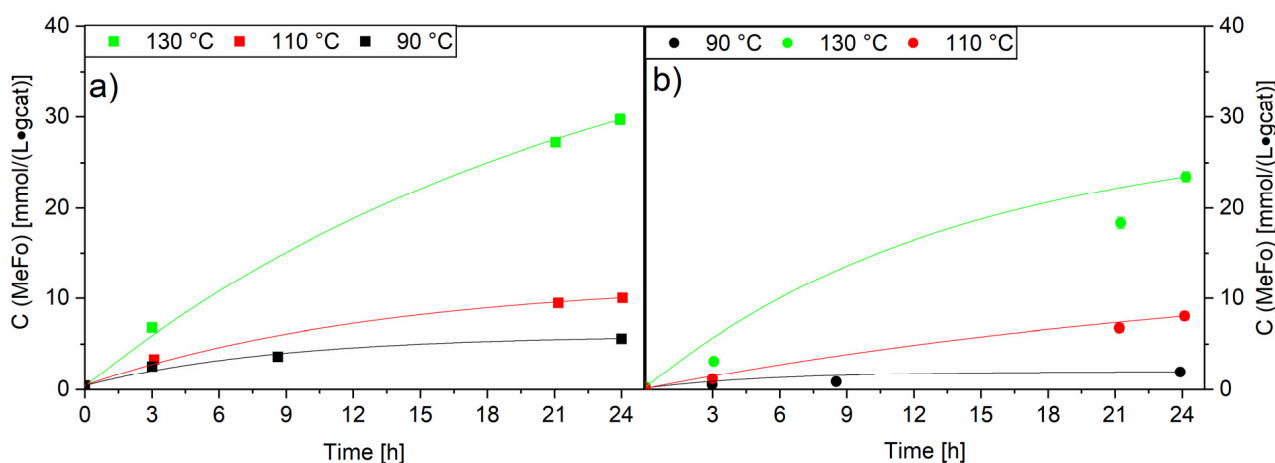 130 °C 110 °C 90 °C
a)
C (MeFo) [mmol/(L•gcat)]
40
30
20
10
0
0 3 6 9 12 15 18 21 24
Time [h]
90 °C 130 °C 110 °C
b)
C (MeFo) [mmol/(L•gcat)]
40
30
20
10
0
3 6 9 12 15 18 21 24
Time [h]